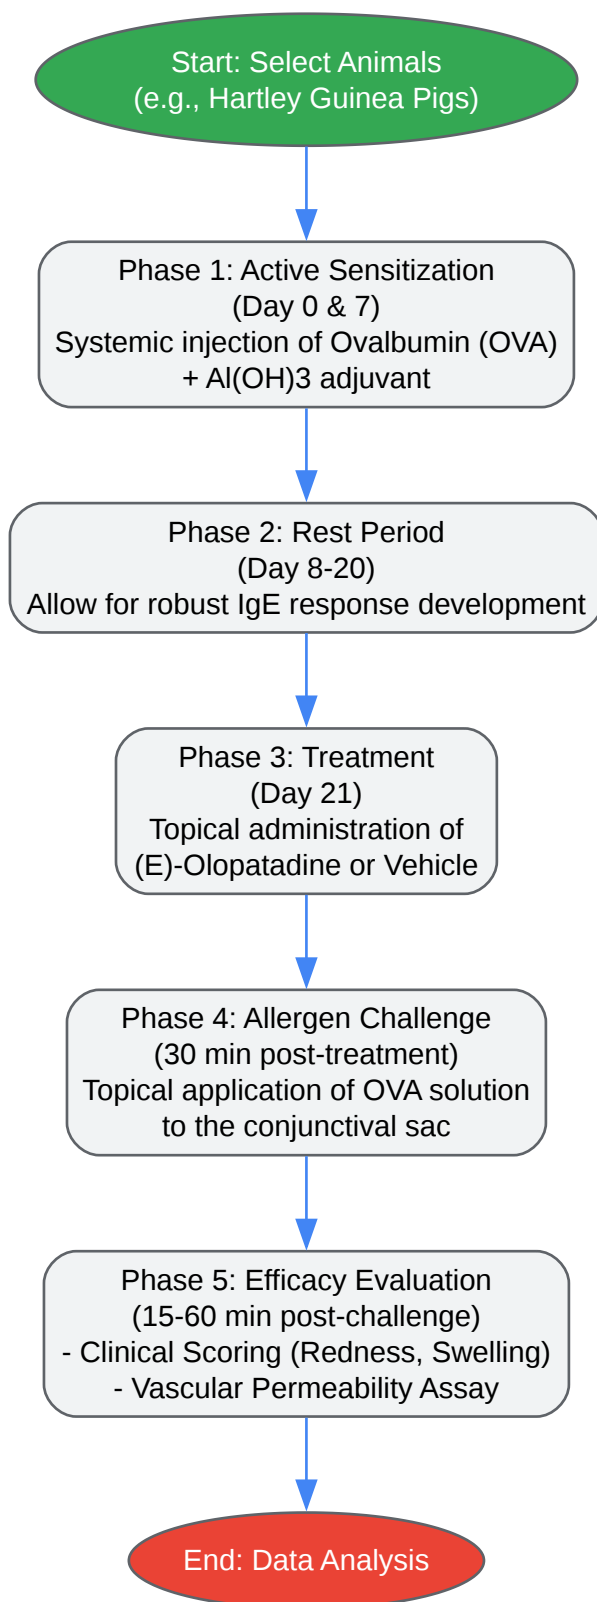 Start: Select Animals
(e.g., Hartley Guinea Pigs)
Phase 1: Active Sensitization
(Day 0 & 7)
Systemic injection of Ovalbumin (OVA)
+ Al(OH)3 adjuvant
Phase 2: Rest Period
(Day 8-20)
Allow for robust IgE response development
Phase 3: Treatment
(Day 21)
Topical administration of
(E)-Olopatadine or Vehicle
Phase 4: Allergen Challenge
(30 min post-treatment)
Topical application of OVA solution
to the conjunctival sac
Phase 5: Efficacy Evaluation
(15-60 min post-challenge)
- Clinical Scoring (Redness, Swelling)
- Vascular Permeability Assay
End: Data Analysis